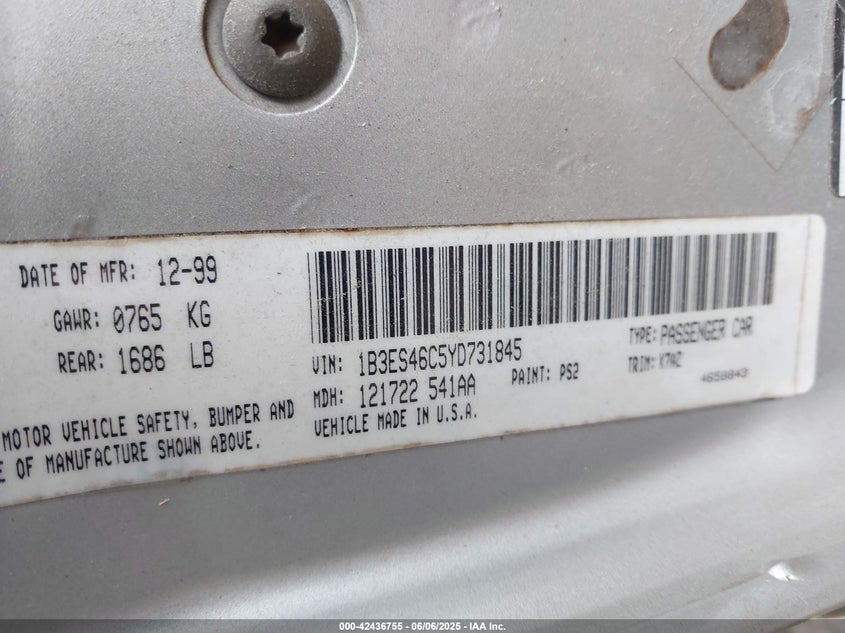 DATE OF MFR: 12-99
GAWR: 0765 KG
REAR: 1686 LB
MOTOR VEHICLE SAFETY, BUMPER AND
E OF MANUFACTURE SHOWN ABOVE.
VIN: 1B3ES46C5YD731845
TYPE: PASSENGER CAR
MDH: 121722 541AA
PAINT: PS2
TRIM: K7AZ
VEHICLE MADE IN U.S.A.
4658843
000-42436755 - 06/06/2025 - IAA Inc.